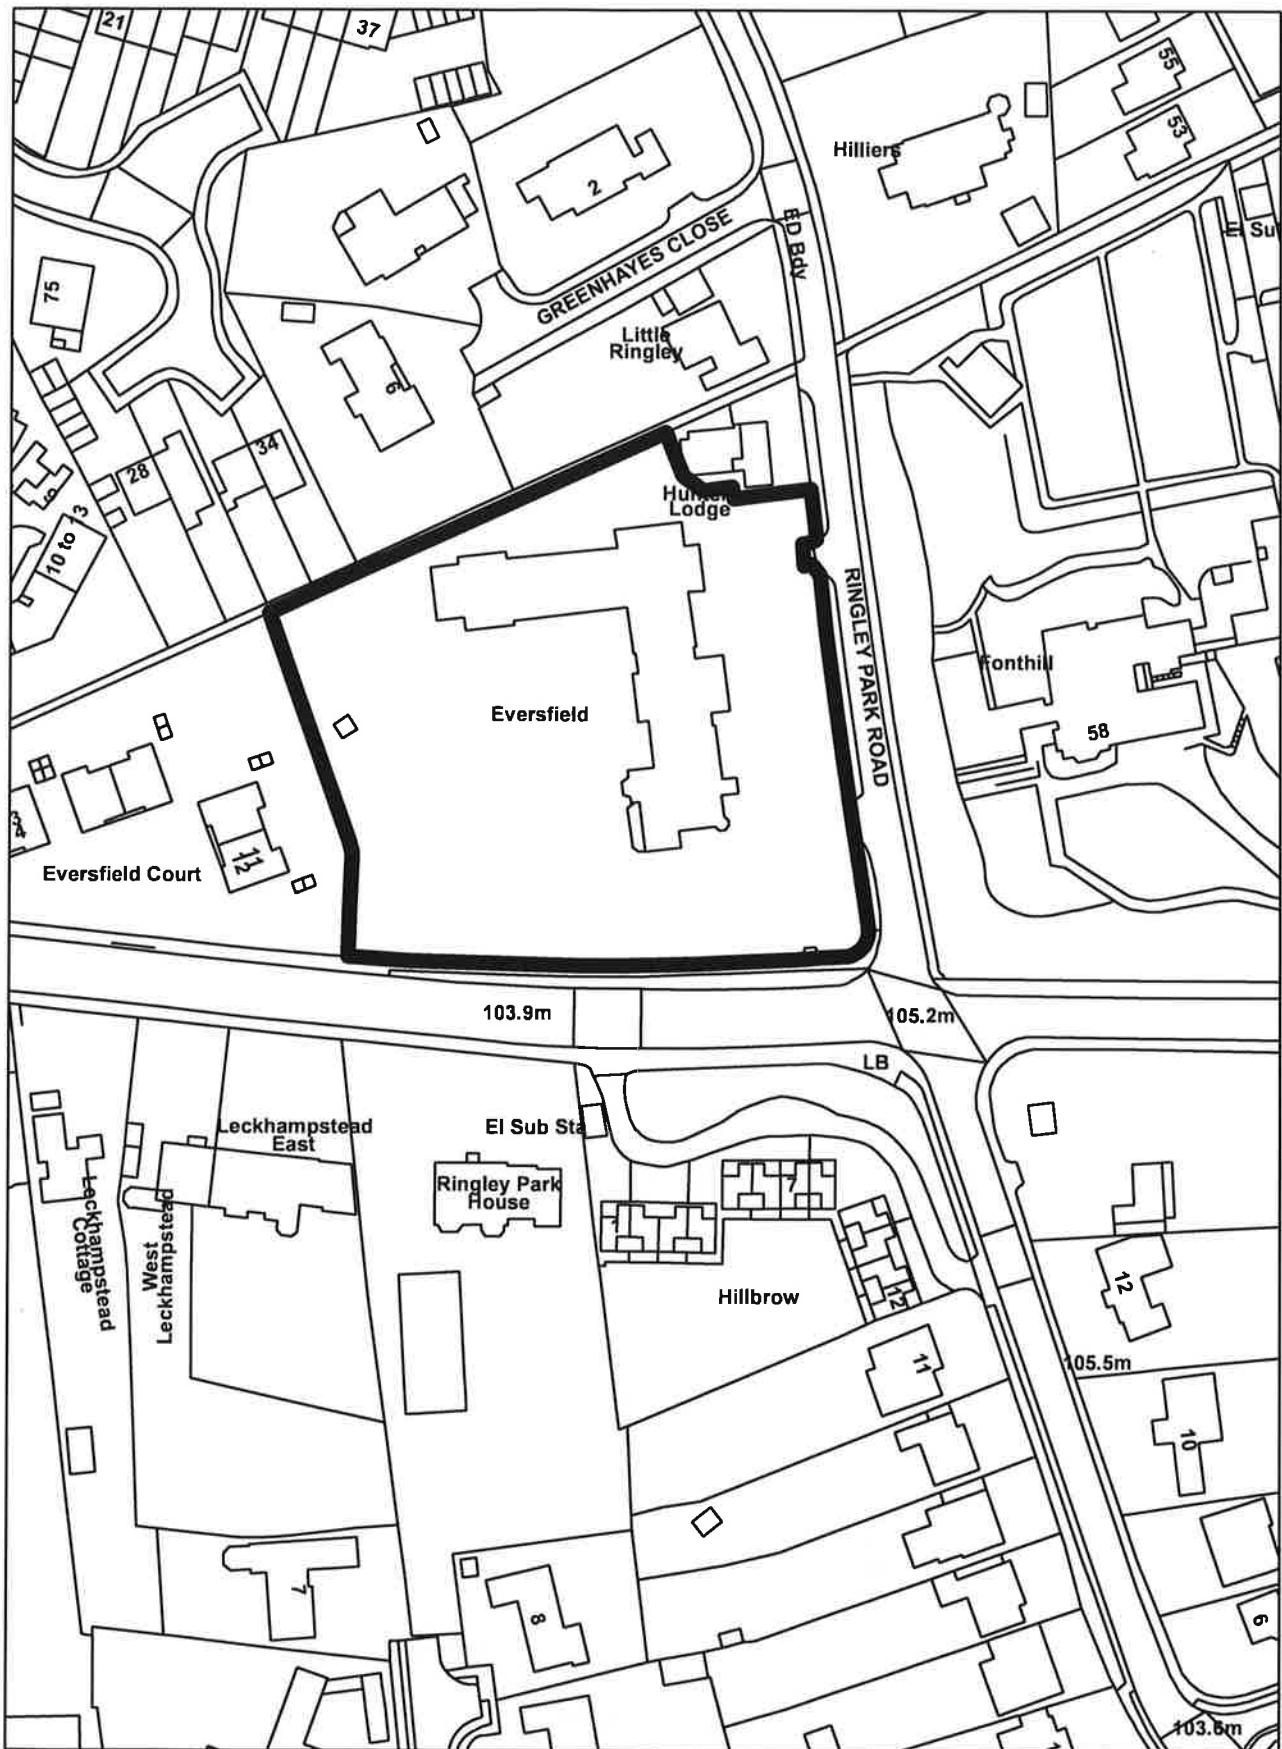 21
37
55
53
Hilliers
2
GREENHAYES CLOSE
ED Bdy
El Su
75
Little
Ringley
6
34
28
10 to 13
Lodge
RINGLEY PARK ROAD
Fonthill
58
Eversfield
11
12
Eversfield Court
103.9m
105.2m
LB
Leckhampstead
East
El Sub Sta
Ringley Park
House
Leckhampstead
Cottage
West
Leckhampstead
1
7
12
Hillbrow
12
11
105.5m
10
7
8
6
103.6m